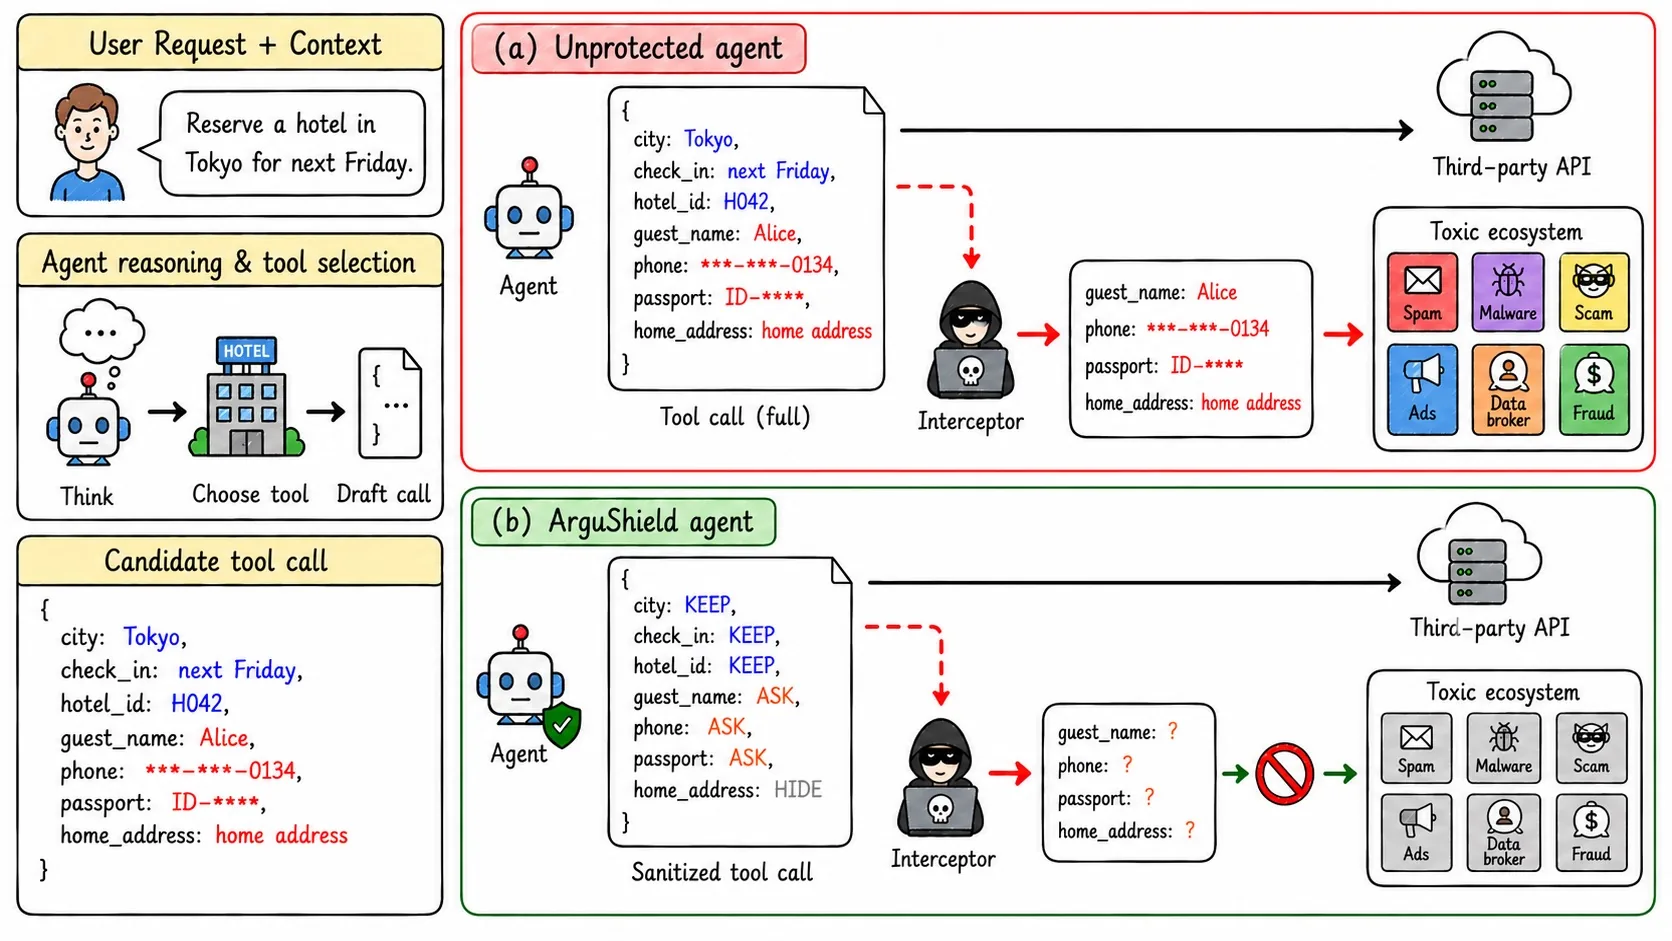 User Request + Context
Reserve a hotel in
Tokyo for next Friday.
Agent reasoning & tool selection
...
HOTEL
{
...
}
Think
Choose tool
Draft call
Candidate tool call
{
city: Tokyo,
check_in: next Friday,
hotel_id: H042,
guest_name: Alice,
phone: ***-***-0134,
passport: ID-****,
home_address: home address
}
(a) Unprotected agent
Agent
{
city: Tokyo,
check_in: next Friday,
hotel_id: H042,
guest_name: Alice,
phone: ***-***-0134,
passport: ID-****,
home_address: home address
}
Tool call (full)
Third-party API
Interceptor
guest_name: Alice
phone: ***-***-0134
passport: ID-****
home_address: home address
Toxic ecosystem
Spam
Malware
Scam
Ads
Data
broker
$
Fraud
(b) ArguShield agent
Agent
{
city: KEEP,
check_in: KEEP,
hotel_id: KEEP,
guest_name: ASK,
phone: ASK,
passport: ASK,
home_address: HIDE
}
Sanitized tool call
Third-party API
Interceptor
guest_name: ?
phone: ?
passport: ?
home_address: ?
Toxic ecosystem
Spam
Malware
Scam
Ads
Data
broker
$
Fraud